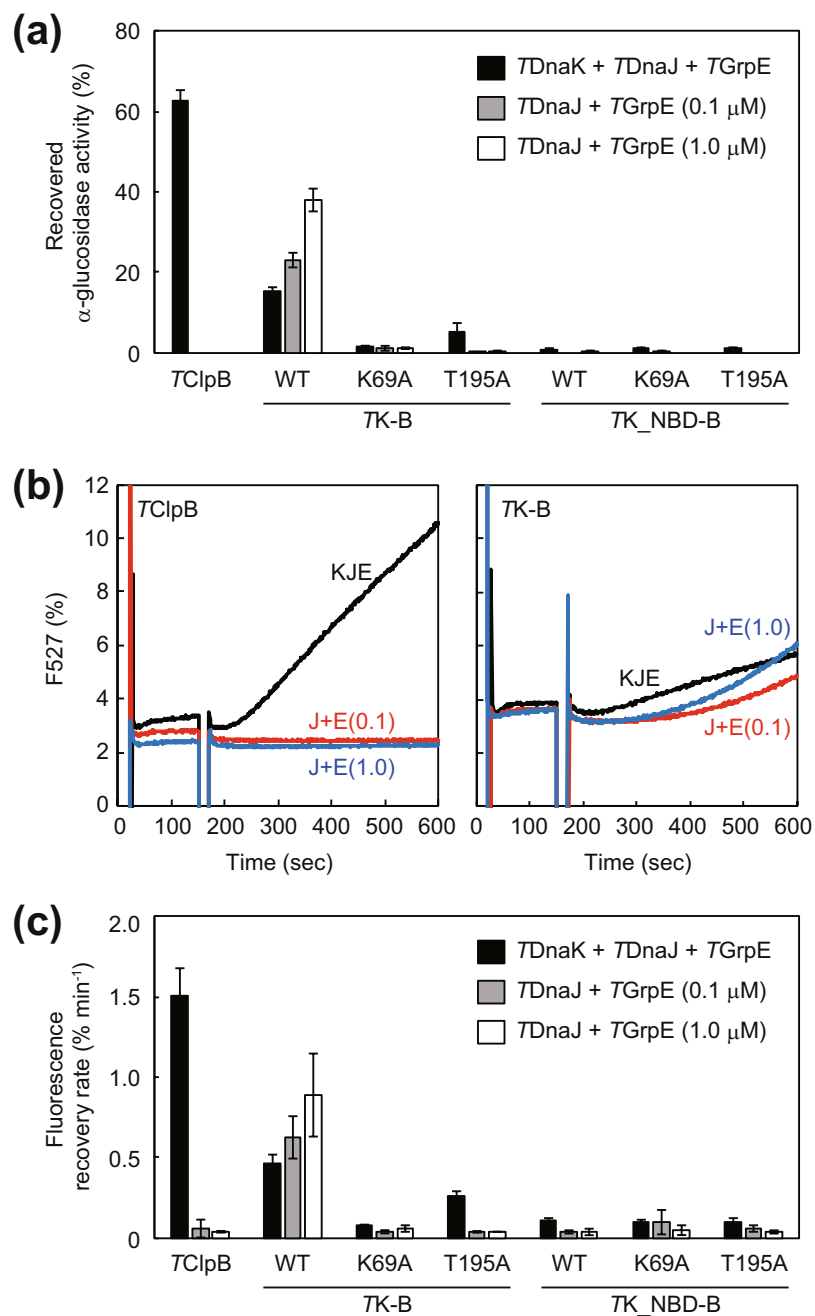 (a)
80
60
40
20
0
Recovered
α-glucosidase activity (%)
TDnaK + TDnaJ + TGrpE
TDnaJ + TGrpE (0.1 μM)
TDnaJ + TGrpE (1.0 μM)
TClpB WT K69A T195A WT K69A T195A
TK-B TK_NBD-B
(b)
12
10
8
6
4
2
0
F527 (%)
TClpB
KJE
J+E(0.1)
J+E(1.0)
0 100 200 300 400 500 600
Time (sec)
TK-B
J+E(1.0)
KJE
J+E(0.1)
0 100 200 300 400 500 600
Time (sec)
(c)
2.0
1.5
1.0
0.5
0
Fluorescence
recovery rate (% min⁻¹)
TDnaK + TDnaJ + TGrpE
TDnaJ + TGrpE (0.1 μM)
TDnaJ + TGrpE (1.0 μM)
TClpB WT K69A T195A WT K69A T195A
TK-B TK_NBD-B